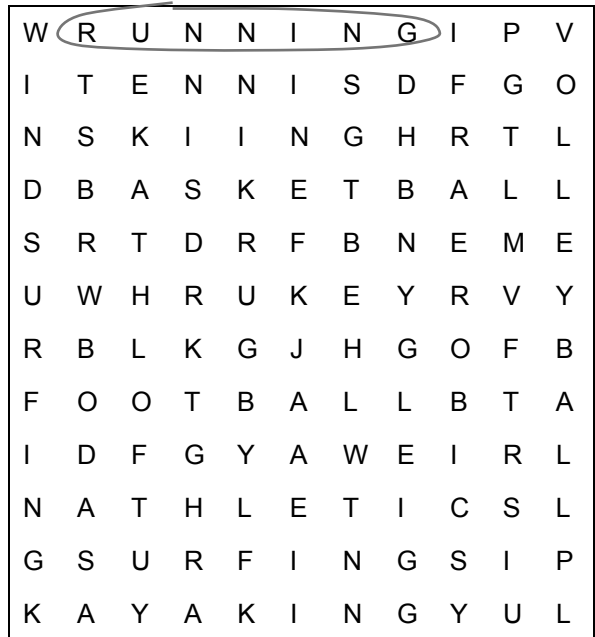 W R U N N I N G I P V
I T E N N I S D F G O
N S K I I N G H R T L
D B A S K E T B A L L
S R T D R F B N E M E
U W H R U K E Y R V Y
R B L K G J H G O F B
F O O T B A L L B T A
I D F G Y A W E I R L
N A T H L E T I C S L
G S U R F I N G S I P
K A Y A K I N G Y U L